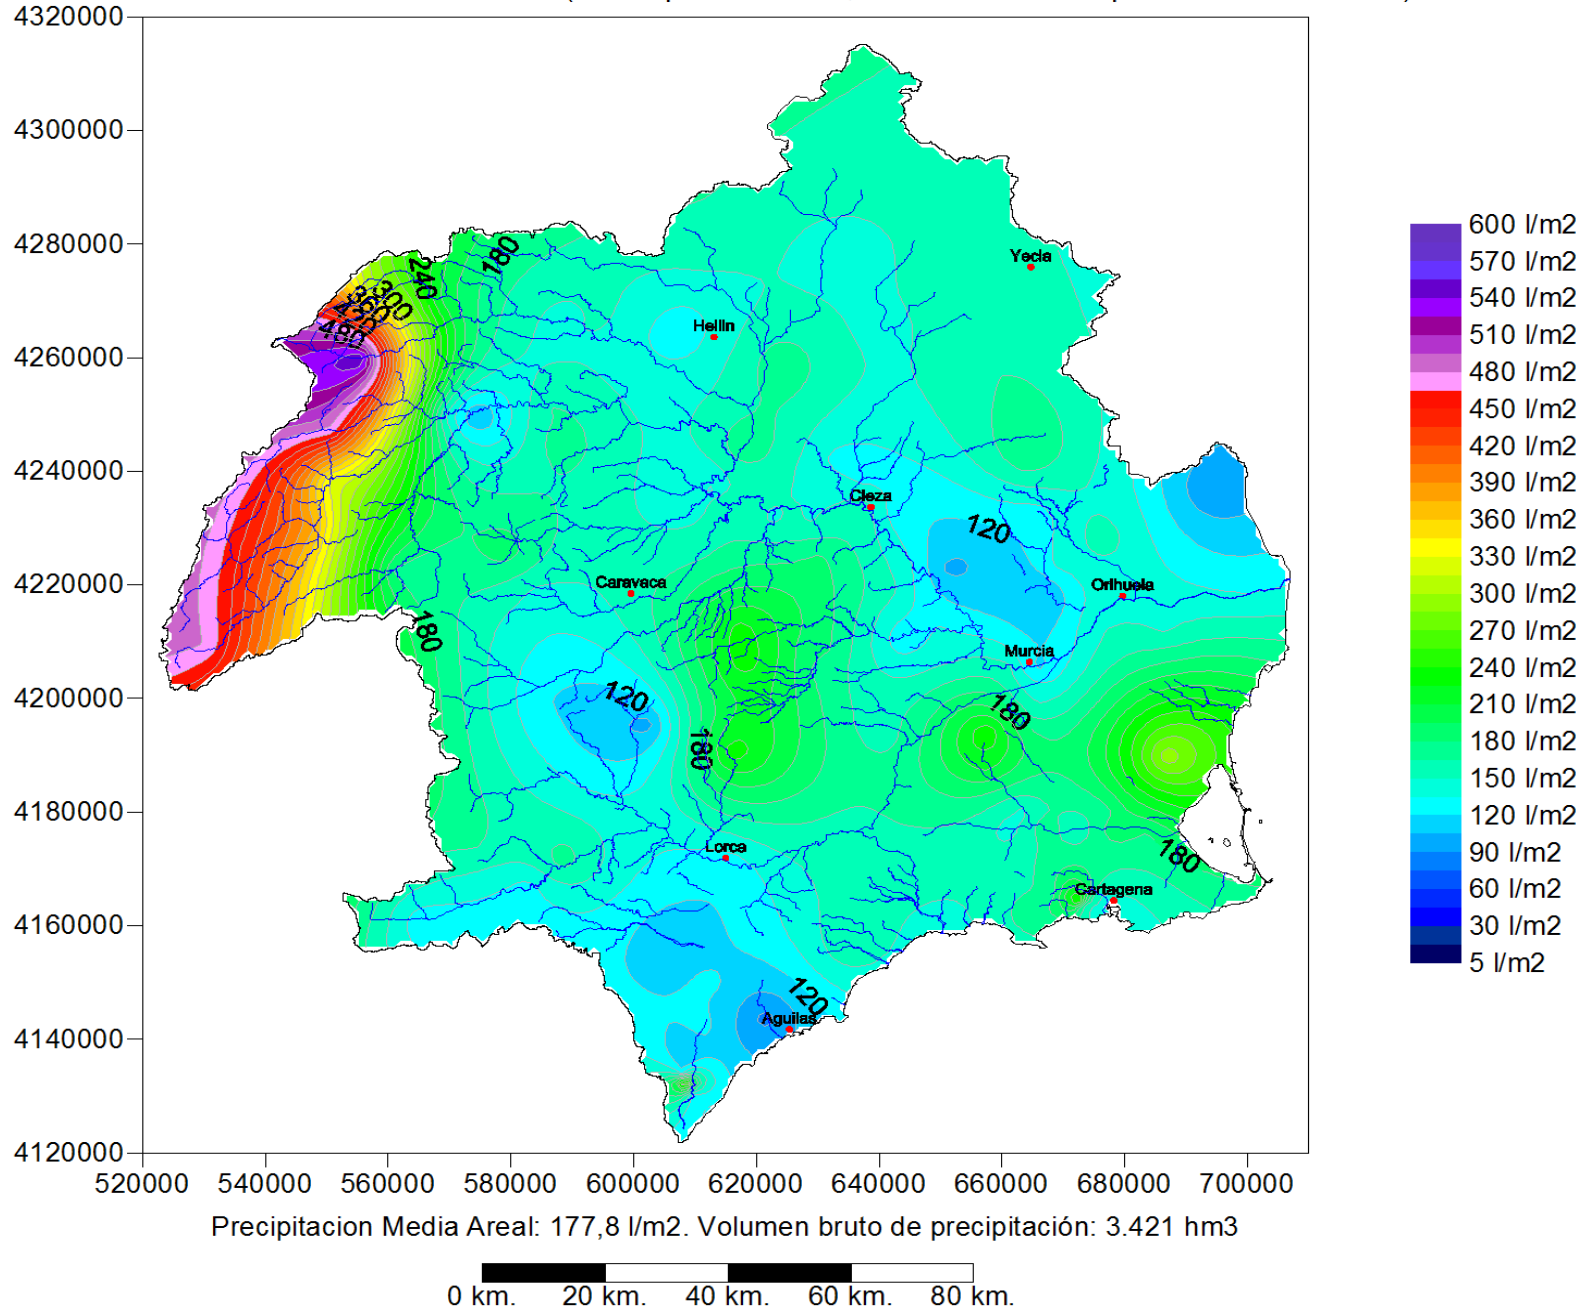 4320000
4300000
4280000
4260000
4240000
4220000
4200000
4180000
4160000
4140000
4120000
520000 540000 560000 580000 600000 620000 640000 660000 680000 700000
240
180
480
Yecla
Hellin
Cieza
120
Caravaca
Orihuela
180
Murcia
120
180
180
Lorca
180
Cartagena
120
Aguilas
600 l/m2
570 l/m2
540 l/m2
510 l/m2
480 l/m2
450 l/m2
420 l/m2
390 l/m2
360 l/m2
330 l/m2
300 l/m2
270 l/m2
240 l/m2
210 l/m2
180 l/m2
150 l/m2
120 l/m2
90 l/m2
60 l/m2
30 l/m2
5 l/m2
Precipitacion Media Areal: 177,8 l/m2. Volumen bruto de precipitación: 3.421 hm3
0 km. 20 km. 40 km. 60 km. 80 km.